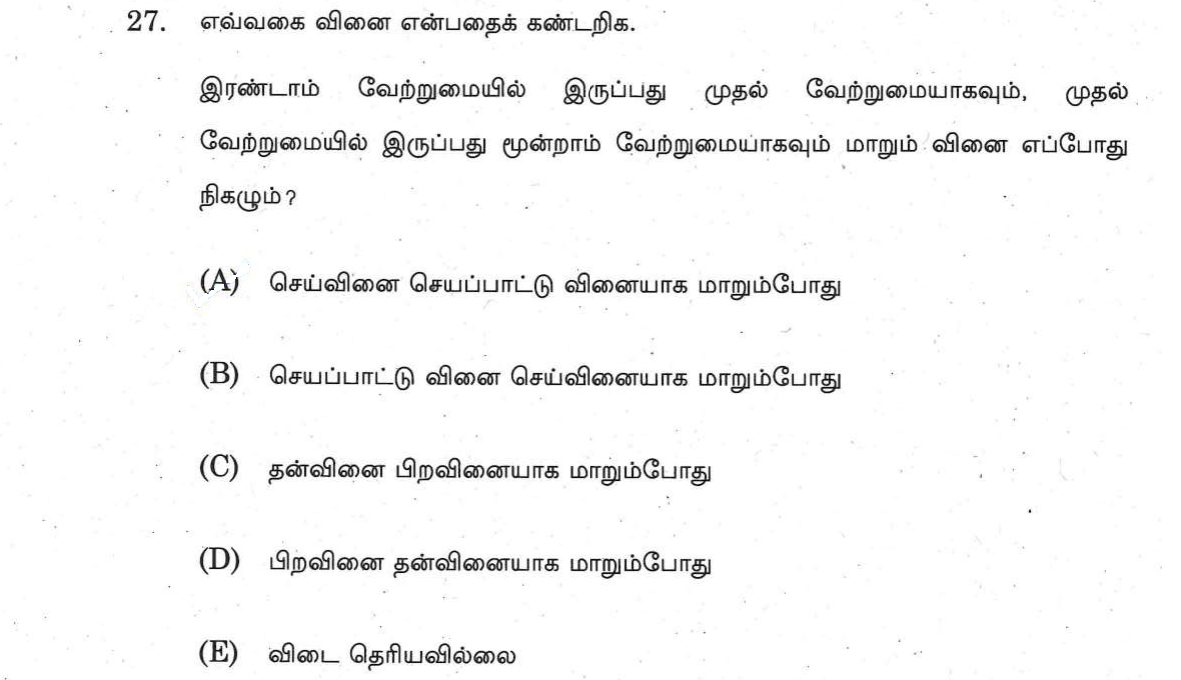 27. எவ்வகை வினை என்பதைக் கண்டறிக.
இரண்டாம் வேற்றுமையில் இருப்பது முதல் வேற்றுமையாகவும், முதல்
வேற்றுமையில் இருப்பது மூன்றாம் வேற்றுமையாகவும் மாறும் வினை எப்போது
நிகழும்?
(A) செய்வினை செயப்பாட்டு வினையாக மாறும்போது
(B) செயப்பாட்டு வினை செய்வினையாக மாறும்போது
(C) தன்வினை பிறவினையாக மாறும்போது
(D) பிறவினை தன்வினையாக மாறும்போது
(E) விடை தெரியவில்லை